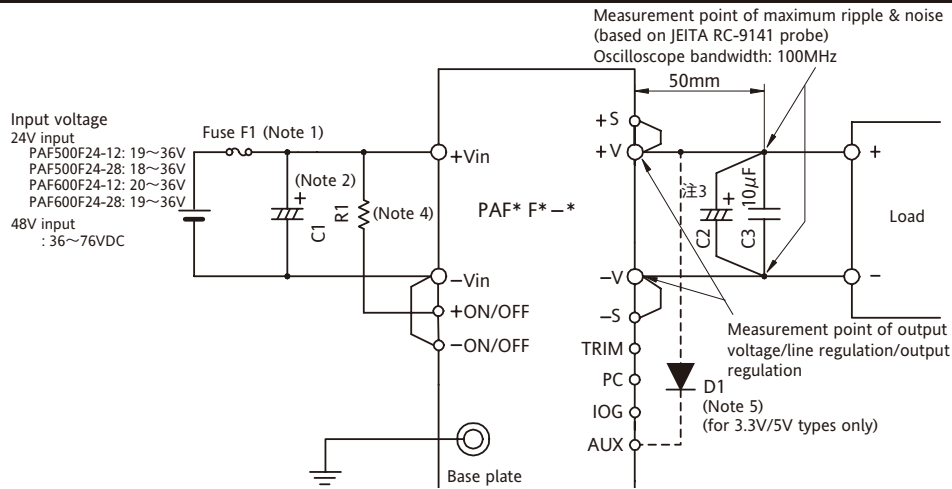 Measurement point of maximum ripple & noise
(based on JEITA RC-9141 probe)
Oscilloscope bandwidth: 100MHz
50mm
Input voltage
24V input
PAF500F24-12: 19～36V
PAF500F24-28: 18～36V
PAF600F24-12: 20～36V
PAF600F24-28: 19～36V
48V input
: 36～76VDC
Fuse F1 (Note 1)
+
(Note 2)
C1
R1
(Note 4)
+Vin
−Vin
+ON/OFF
−ON/OFF
PAF* F*−*
Base plate
+S
+V
−V
−S
TRIM
PC
IOG
AUX
注3
+
C2
10μF
C3
+
Load
−
Measurement point of output
voltage/line regulation/output
regulation
D1
(Note 5)
(for 3.3V/5V types only)